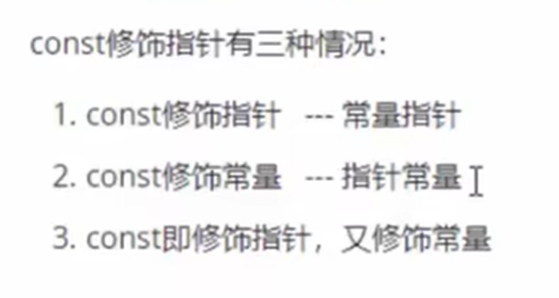 const修饰指针有三种情况：
1. const修饰指针 --- 常量指针
2. const修饰常量 --- 指针常量
3. const即修饰指针，又修饰常量